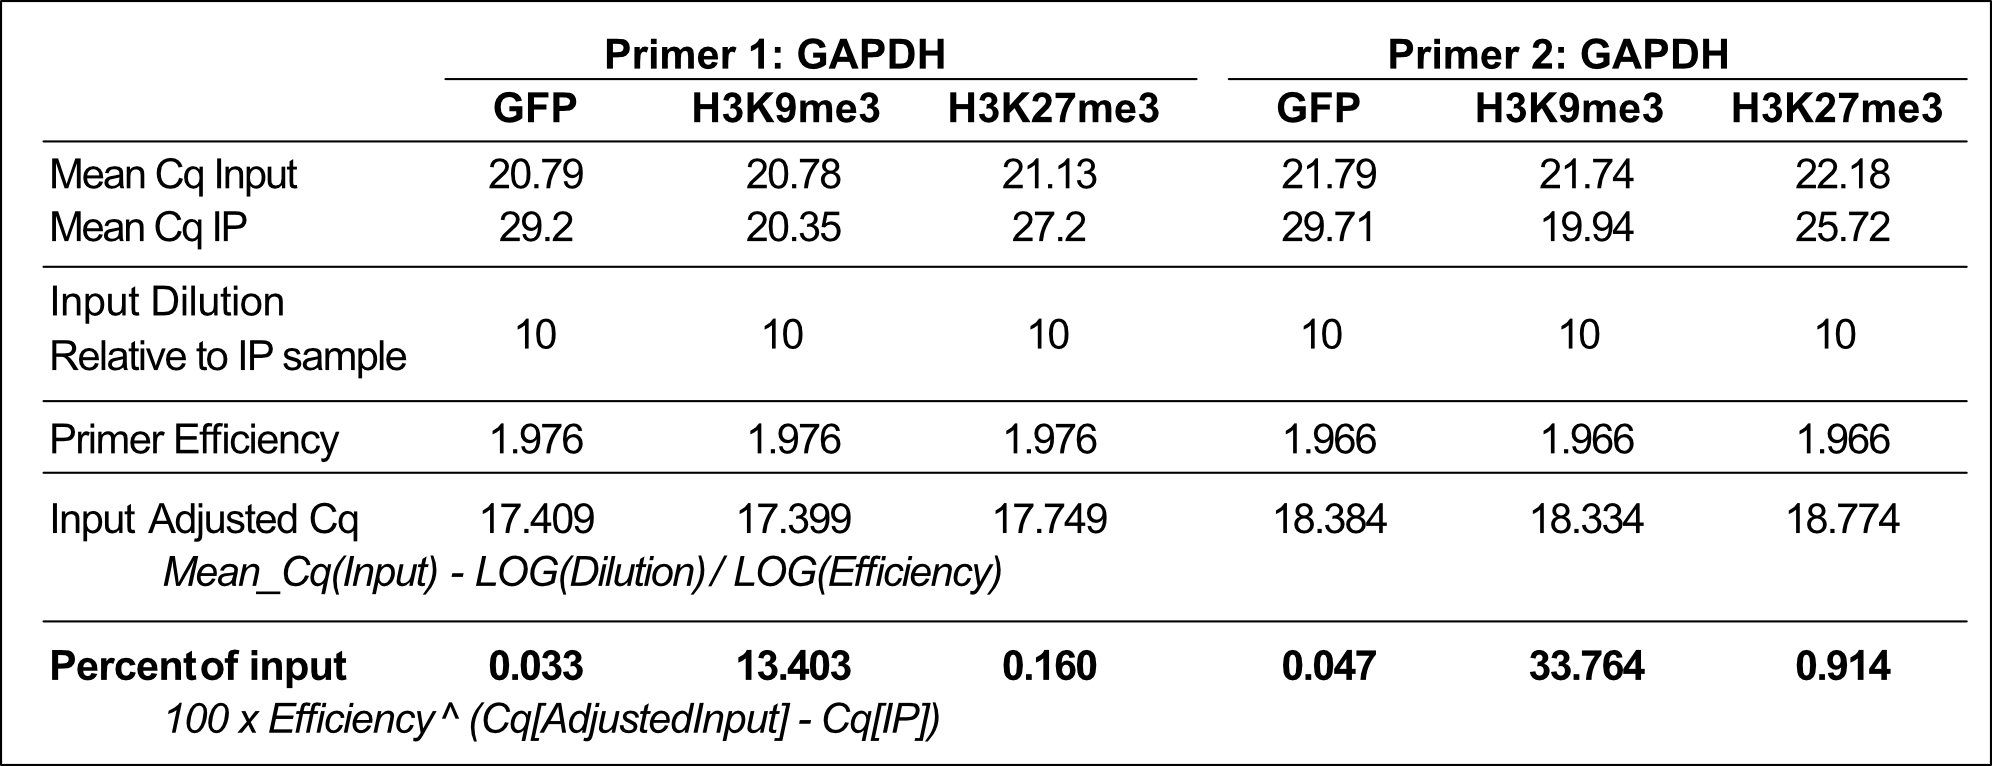 Primer 1: GAPDH Primer 2: GAPDH
GFP H3K9me3 H3K27me3 GFP H3K9me3 H3K27me3
Mean Cq Input 20.79 20.78 21.13 21.79 21.74 22.18
Mean Cq IP 29.2 20.35 27.2 29.71 19.94 25.72
Input Dilution
Relative to IP sample 10 10 10 10 10 10
Primer Efficiency 1.976 1.976 1.976 1.966 1.966 1.966
Input Adjusted Cq 17.409 17.399 17.749 18.384 18.334 18.774
Mean_Cq(Input) - LOG(Dilution) / LOG(Efficiency)
Percent of input 0.033 13.403 0.160 0.047 33.764 0.914
100 x Efficiency ^ (Cq[AdjustedInput] - Cq[IP])